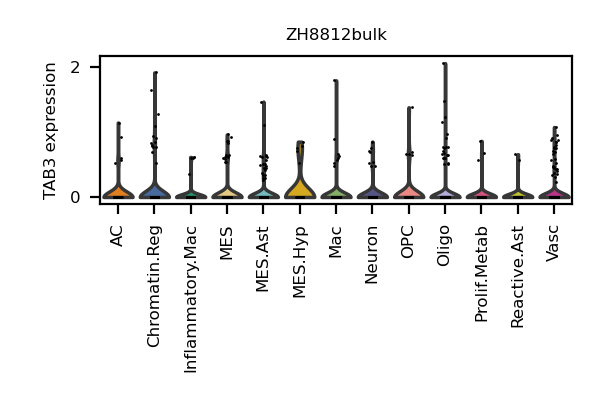 ZH8812bulk
TAB3 expression
2
0
AC
Chromatin.Reg
Inflammatory.Mac
MES
MES.Ast
MES.Hyp
Mac
Neuron
OPC
Oligo
Prolif.Metab
Reactive.Ast
Vasc